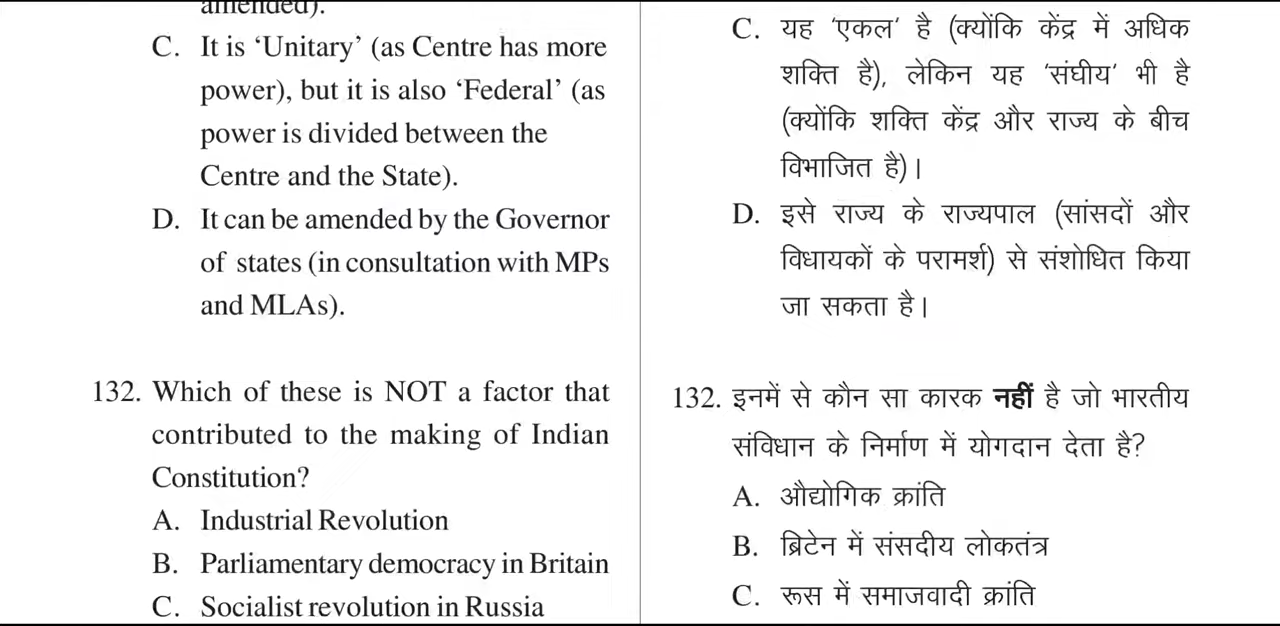 amended).
C. It is ‘Unitary’ (as Centre has more
power), but it is also ‘Federal’ (as
power is divided between the
Centre and the State).
D. It can be amended by the Governor
of states (in consultation with MPs
and MLAs).
132. Which of these is NOT a factor that
contributed to the making of Indian
Constitution?
A. Industrial Revolution
B. Parliamentary democracy in Britain
C. Socialist revolution in Russia
C. यह ‘एकल’ है (क्योंकि केंद्र में अधिक
शक्ति है), लेकिन यह ‘संघीय’ भी है
(क्योंकि शक्ति केंद्र और राज्य के बीच
विभाजित है)।
D. इसे राज्य के राज्यपाल (सांसदों और
विधायकों के परामर्श) से संशोधित किया
जा सकता है।
132. इनमें से कौन सा कारक नहीं है जो भारतीय
संविधान के निर्माण में योगदान देता है?
A. औद्योगिक क्रांति
B. ब्रिटेन में संसदीय लोकतंत्र
C. रूस में समाजवादी क्रांति